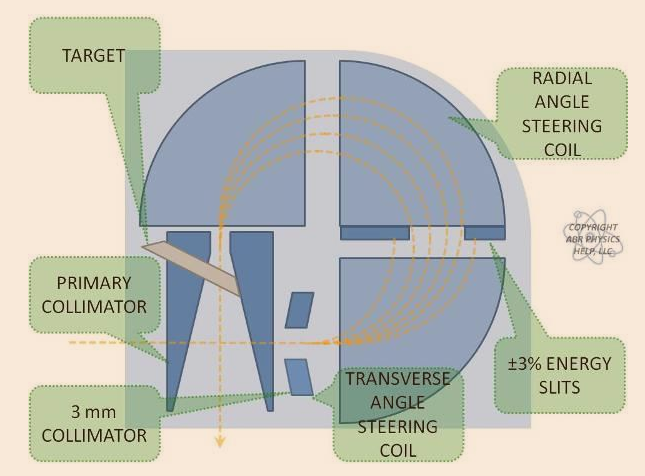 TARGET
RADIAL
ANGLE
STEERING
COIL
COPYRIGHT
ABR PHYSICS
HELP, LLC
PRIMARY
COLLIMATOR
±3% ENERGY
SLITS
3 mm
COLLIMATOR
TRANSVERSE
ANGLE
STEERING
COIL